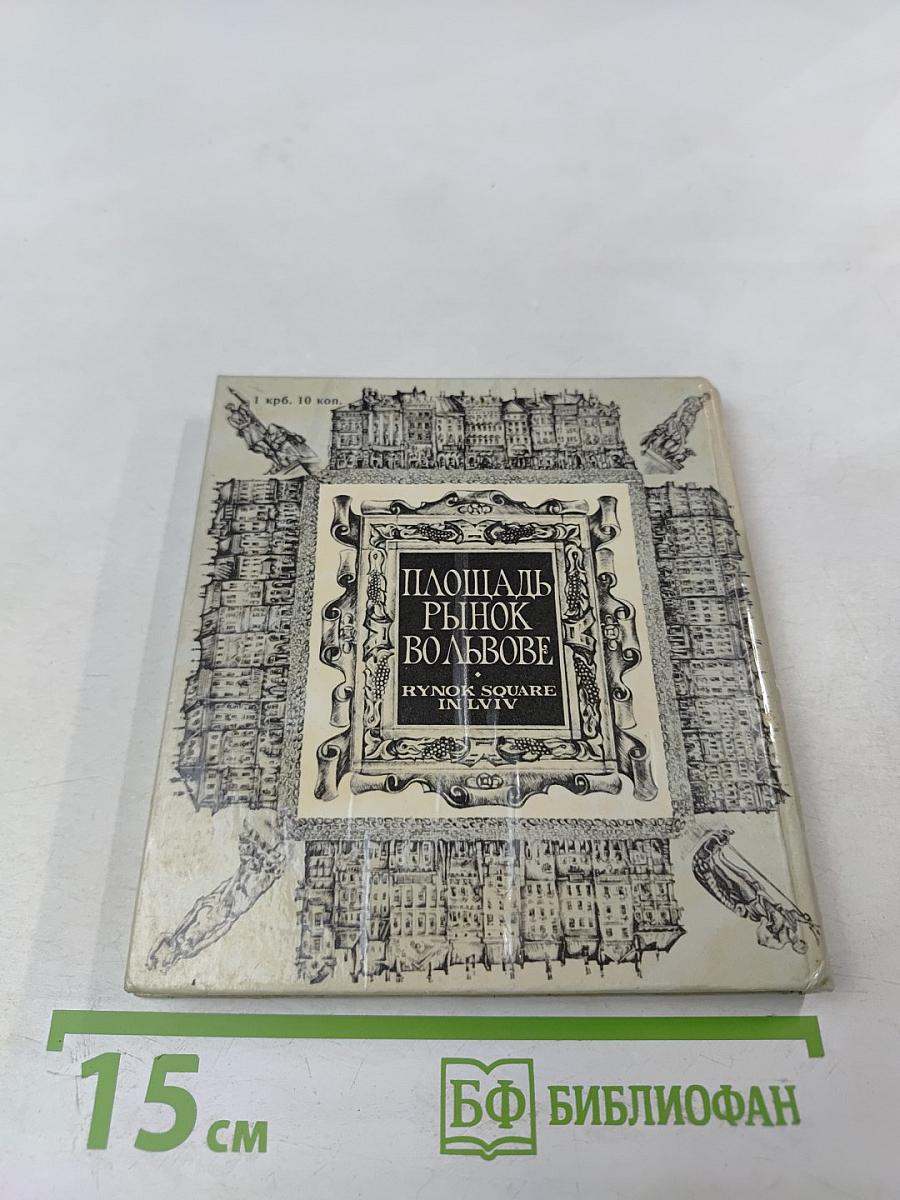 1 крб. 10 коп.
ПЛОЩАДЬ
РЫНОК
ВО ЛЬВОВЕ
RYNOK SQUARE
IN LVIV
15 см
БФ БИБЛИОФАН